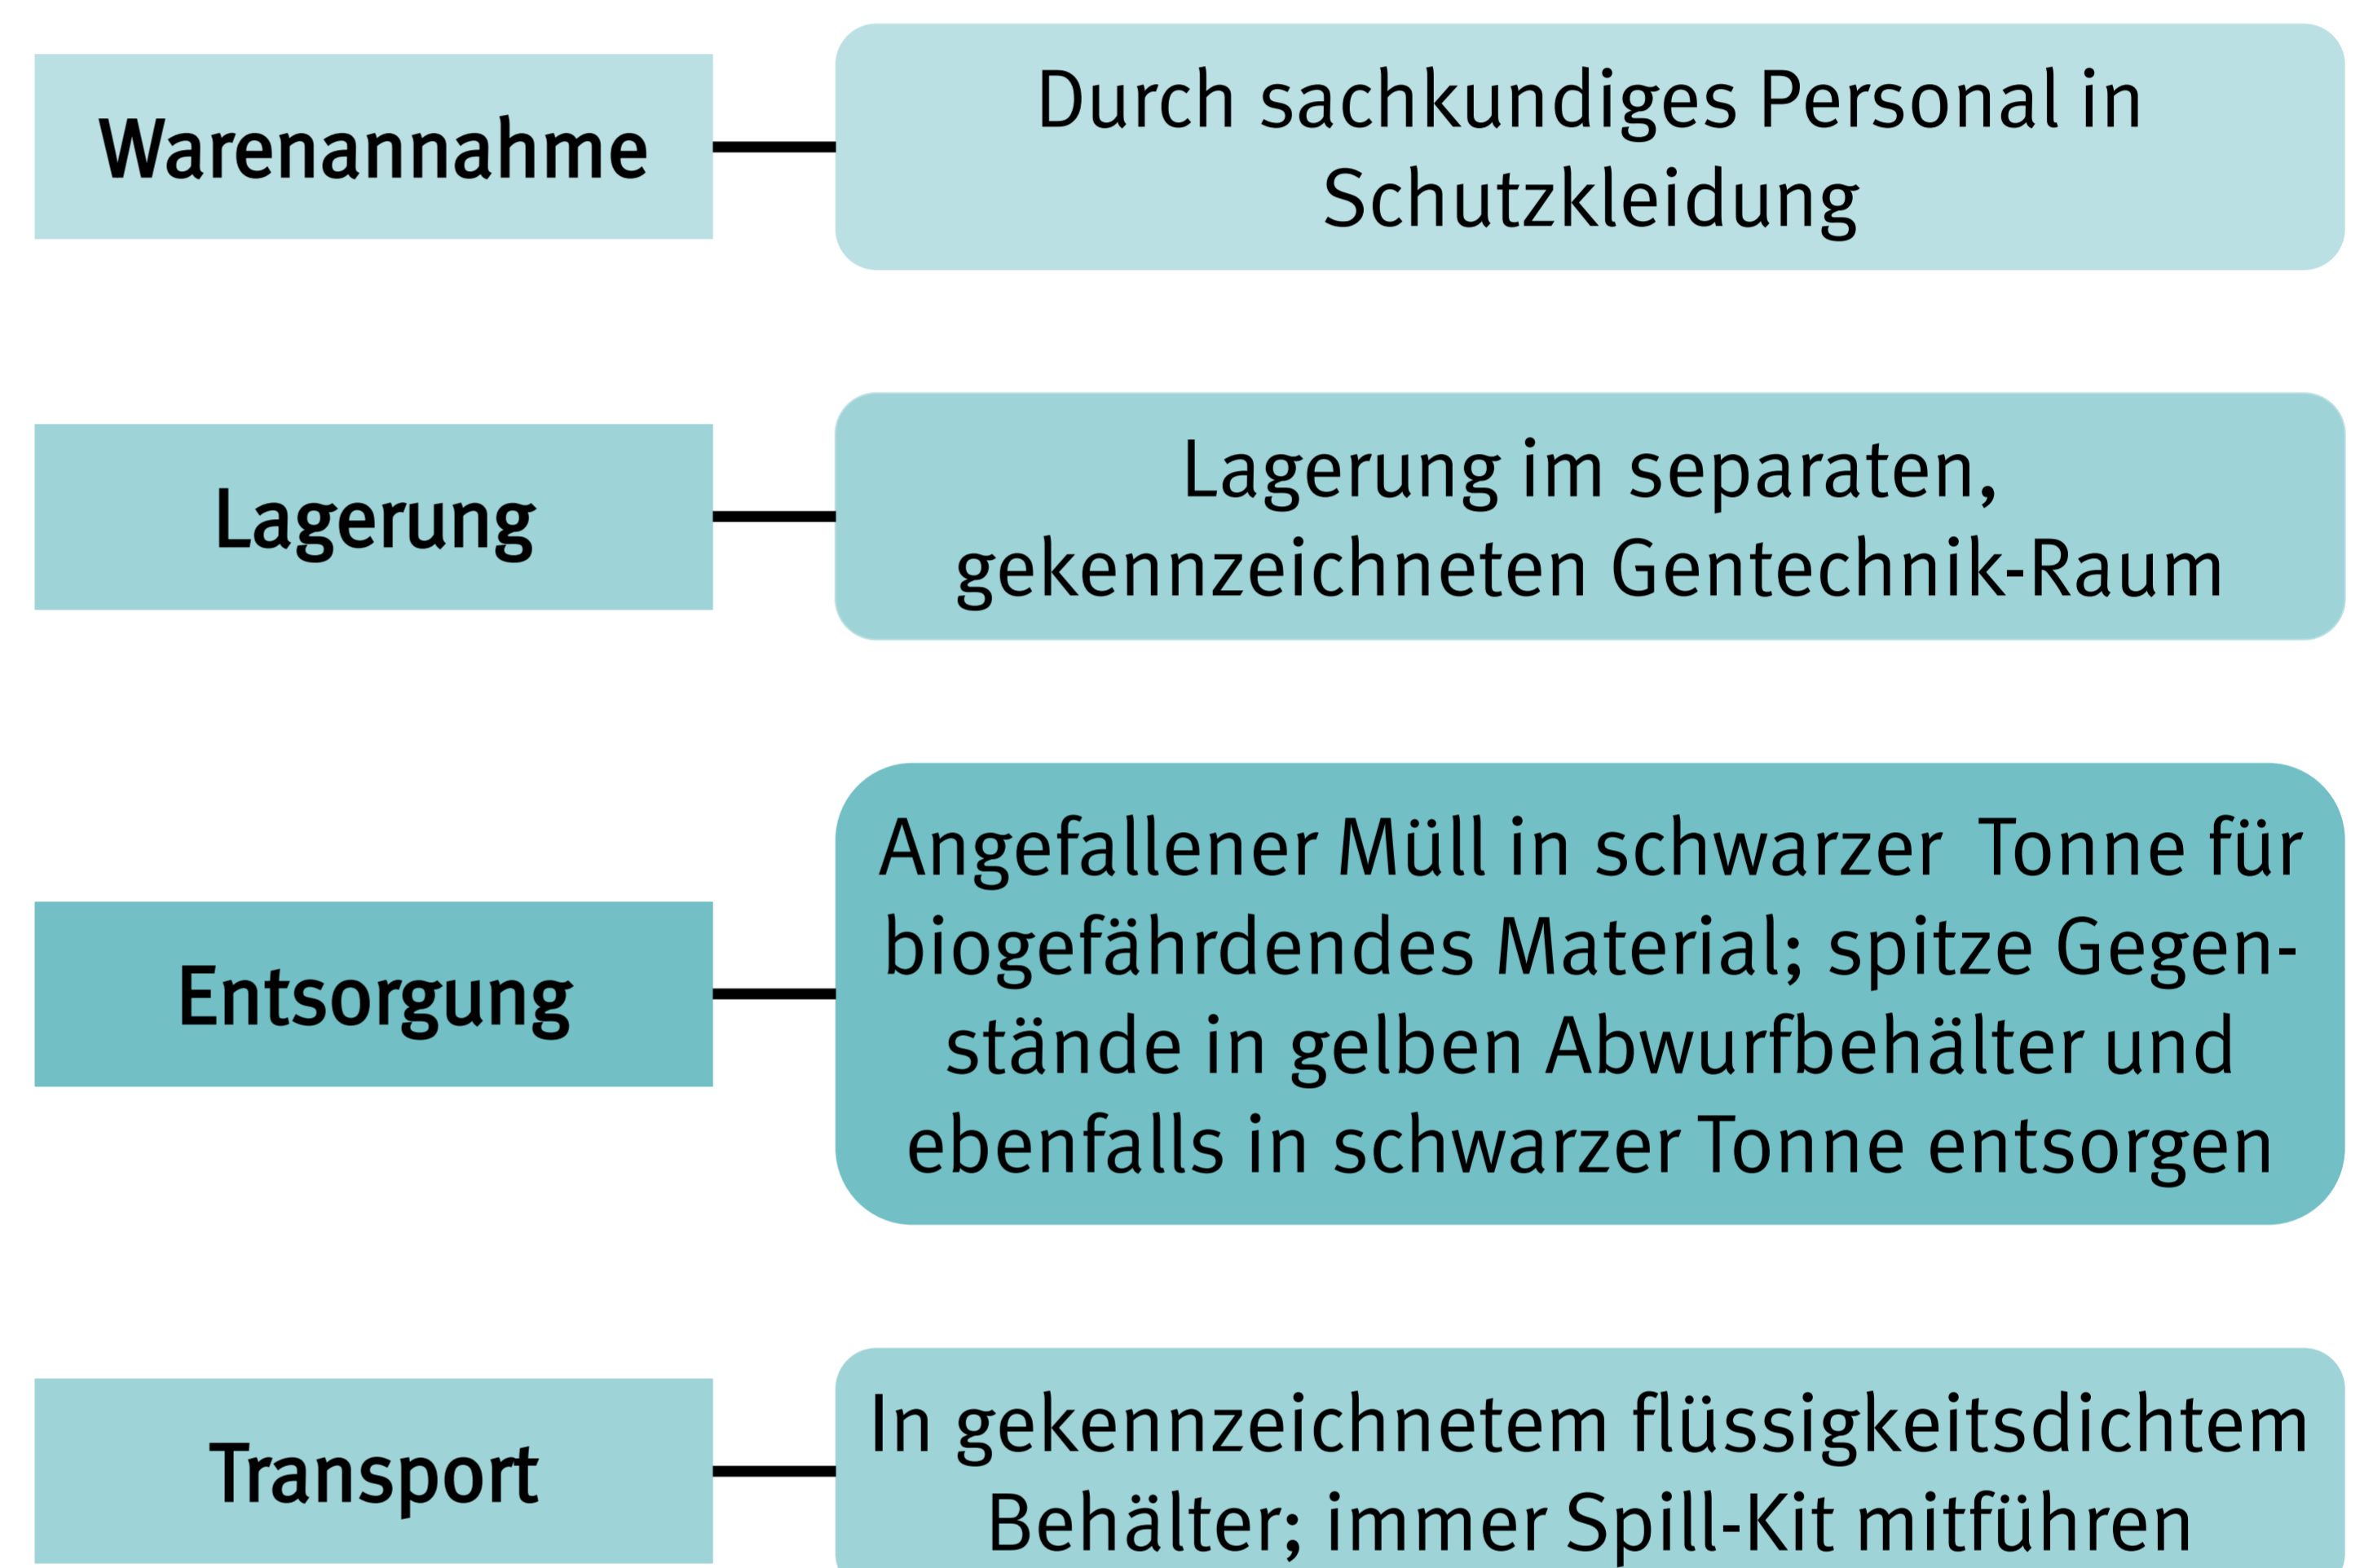 Warenannahme
Durch sachkundiges Personal in
Schutzkleidung
Lagerung
Lagerung im separaten,
gekennzeichneten Gentechnik-Raum
Entsorgung
Angefallener Müll in schwarzer Tonne für
biogefährdendes Material; spitze Gegen-
stände in gelben Abwurfbehälter und
ebenfalls in schwarzer Tonne entsorgen
Transport
In gekennzeichnetem flüssigkeitsdichtem
Behälter; immer Spill-Kit mitführen